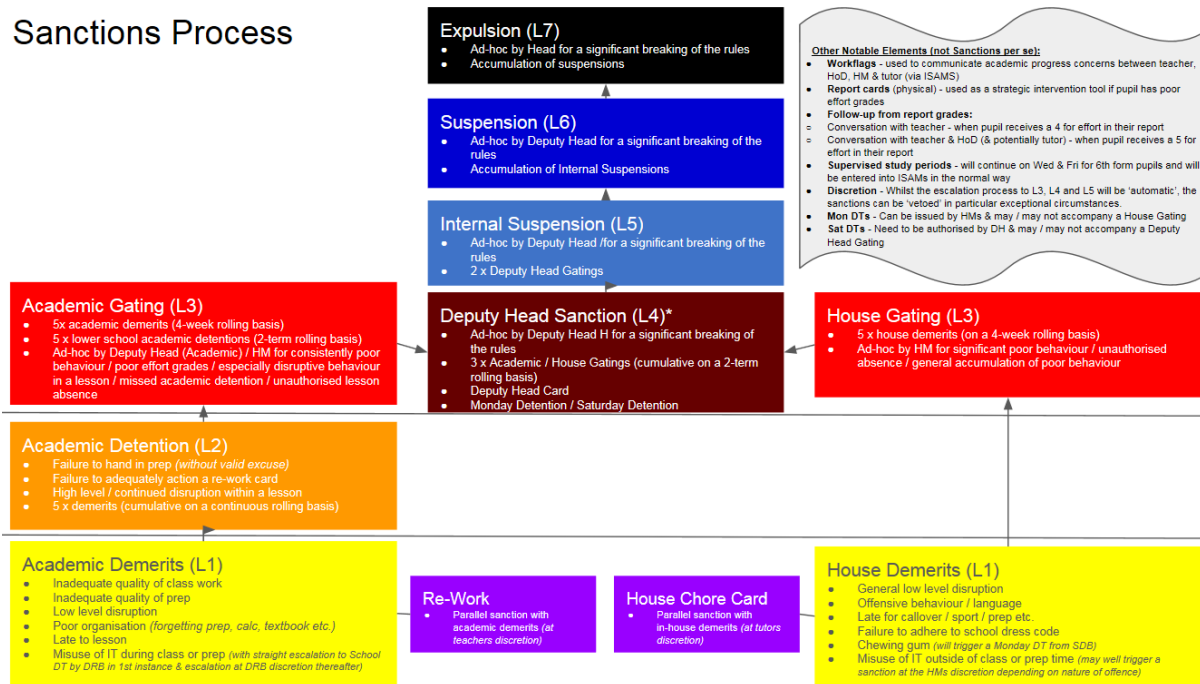 Sanctions Process
Expulsion (L7)
● Ad-hoc by Head for a significant breaking of the rules
● Accumulation of suspensions
Other Notable Elements (not Sanctions per se):
● Workflags - used to communicate academic progress concerns between teacher,
HoD, HM & tutor (via ISAMS)
● Report cards (physical) - used as a strategic intervention tool if pupil has poor
effort grades
● Follow-up from report grades:
○ Conversation with teacher - when pupil receives a 4 for effort in their report
○ Conversation with teacher & HoD (& potentially tutor) - when pupil receives a 5 for
effort in their report
● Supervised study periods - will continue on Wed & Fri for 6th form pupils and will
be entered into ISAMs in the normal way
● Discretion - Whilst the escalation process to L3, L4 and L5 will be ‘automatic’, the
sanctions can be ‘vetoed’ in particular exceptional circumstances.
● Mon DTs - Can be issued by HMs & may / may not accompany a House Gating
● Sat DTs - Need to be authorised by DH & may / may not accompany a Deputy
Head Gating
Suspension (L6)
● Ad-hoc by Deputy Head for a significant breaking of the
rules
● Accumulation of Internal Suspensions
Internal Suspension (L5)
● Ad-hoc by Deputy Head /for a significant breaking of the
rules
● 2 x Deputy Head Gatings
Academic Gating (L3)
● 5x academic demerits (4-week rolling basis)
● 5 x lower school academic detentions (2-term rolling basis)
● Ad-hoc by Deputy Head (Academic) / HM for consistently poor
behaviour / poor effort grades / especially disruptive behaviour
in a lesson / missed academic detention / unauthorised lesson
absence
Deputy Head Sanction (L4)*
● Ad-hoc by Deputy Head H for a significant breaking of
the rules
● 3 x Academic / House Gatings (cumulative on a 2-term
rolling basis)
● Deputy Head Card
● Monday Detention / Saturday Detention
House Gating (L3)
● 5 x house demerits (on a 4-week rolling basis)
● Ad-hoc by HM for significant poor behaviour / unauthorised
absence / general accumulation of poor behaviour
Academic Detention (L2)
● Failure to hand in prep (without valid excuse)
● Failure to adequately action a re-work card
● High level / continued disruption within a lesson
● 5 x demerits (cumulative on a continuous rolling basis)
Academic Demerits (L1)
● Inadequate quality of class work
● Inadequate quality of prep
● Low level disruption
● Poor organisation (forgetting prep, calc, textbook etc.)
● Late to lesson
● Misuse of IT during class or prep (with straight escalation to School
DT by DRB in 1st instance & escalation at DRB discretion thereafter)
Re-Work
● Parallel sanction with
academic demerits (at
teachers discretion)
House Chore Card
● Parallel sanction with
in-house demerits (at tutors
discretion)
House Demerits (L1)
● General low level disruption
● Offensive behaviour / language
● Late for callover / sport / prep etc.
● Failure to adhere to school dress code
● Chewing gum (will trigger a Monday DT from SDB)
● Misuse of IT outside of class or prep time (may well trigger a
sanction at the HMs discretion depending on nature of offence)